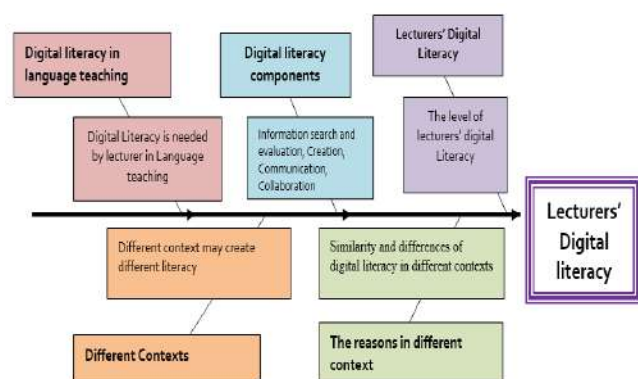 Digital literacy in
language teaching
Digital literacy
components
Lecturers' Digital
Literacy
Digital Literacy is needed
by lecturer in Language
teaching
Information search and
evaluation, Creation,
Communication,
Collaboration
The level of
lecturers' digital
Literacy
Lecturers'
Digital
literacy
Different context may create
different literacy
Similarity and differences of
digital literacy in different contexts
Different Contexts
The reasons in different
context